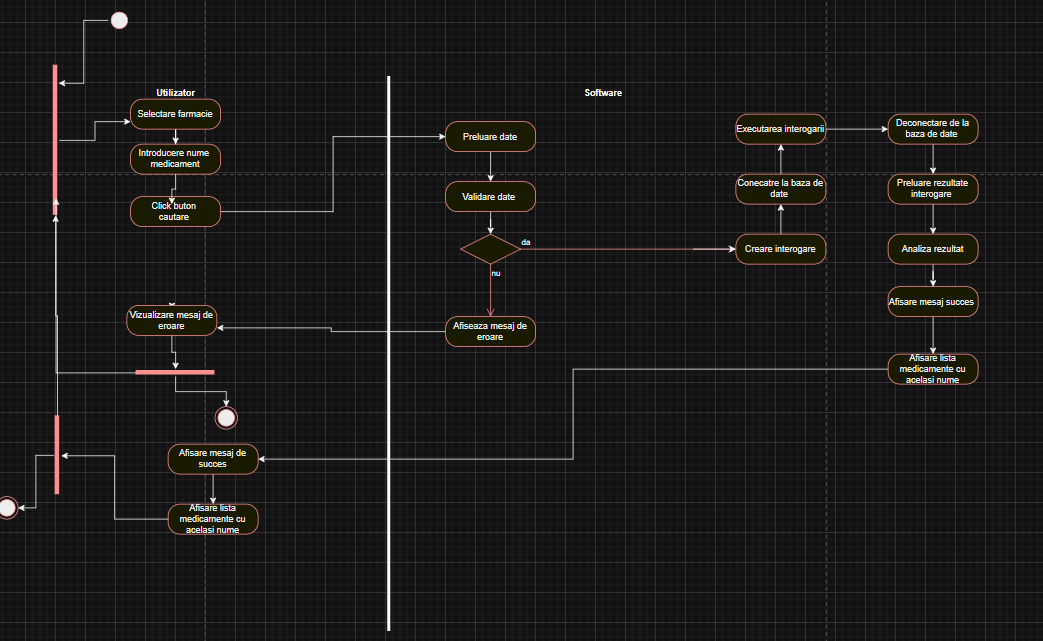 Utilizator
Software
Selectare farmacie
Introducere nume
medicament
Click buton
cautare
Preluare date
Validare date
da
nu
Afiseaza mesaj de
eroare
Vizualizare mesaj de
eroare
Creare interogare
Conecatre la baza de
date
Executarea interogarii
Deconectare de la
baza de date
Preluare rezultate
interogare
Analiza rezultat
Afisare mesaj succes
Afisare lista
medicamente cu
acelasi nume
Afisare mesaj de
succes
Afisare lista
medicamente cu
acelasi nume